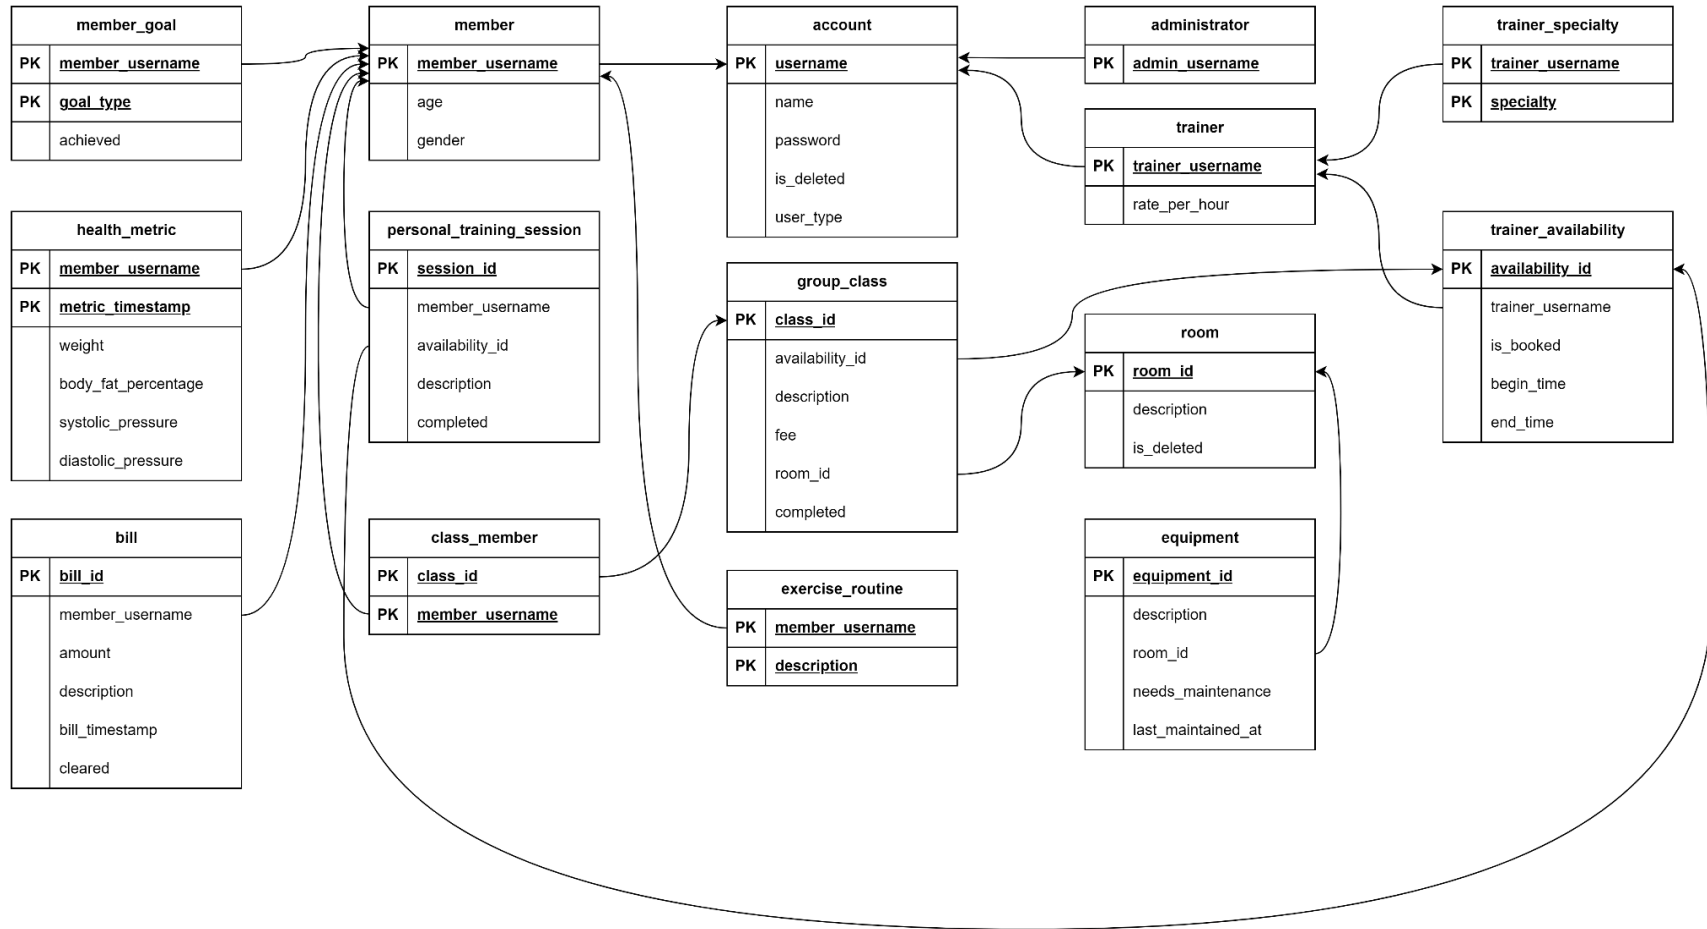 member_goal
PK member_username
PK goal_type
achieved
member
PK member_username
age
gender
account
PK username
name
password
is_deleted
user_type
administrator
PK admin_username
trainer_specialty
PK trainer_username
PK specialty
trainer
PK trainer_username
rate_per_hour
health_metric
PK member_username
PK metric_timestamp
weight
body_fat_percentage
systolic_pressure
diastolic_pressure
personal_training_session
PK session_id
member_username
availability_id
description
completed
group_class
PK class_id
availability_id
description
fee
room_id
completed
room
PK room_id
description
is_deleted
trainer_availability
PK availability_id
trainer_username
is_booked
begin_time
end_time
bill
PK bill_id
member_username
amount
description
bill_timestamp
cleared
class_member
PK class_id
PK member_username
exercise_routine
PK member_username
PK description
equipment
PK equipment_id
description
room_id
needs_maintenance
last_maintained_at